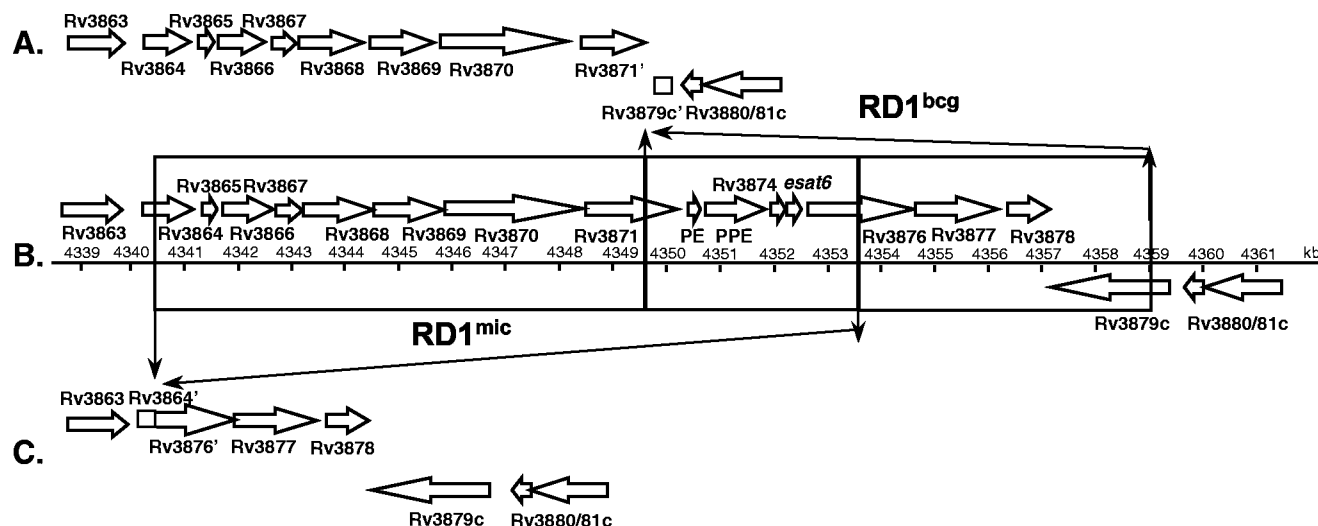 Rv3863 Rv3865 Rv3867
A.
Rv3864 Rv3866 Rv3868 Rv3869 Rv3870 Rv3871’
Rv3879c’ Rv3880/81c
RD1bcg
Rv3865 Rv3867 Rv3874 esat6
Rv3863 Rv3864 Rv3866 Rv3868 Rv3869 Rv3870 Rv3871 PE PPE Rv3876 Rv3877 Rv3878
B.
4339 4340 4341 4342 4343 4344 4345 4346 4347 4348 4349 4350 4351 4352 4353 4354 4355 4356 4357 4358 4359 4360 4361 kb
Rv3879c Rv3880/81c
RD1mic
Rv3863 Rv3864’
Rv3876’ Rv3877 Rv3878
C.
Rv3879c Rv3880/81c